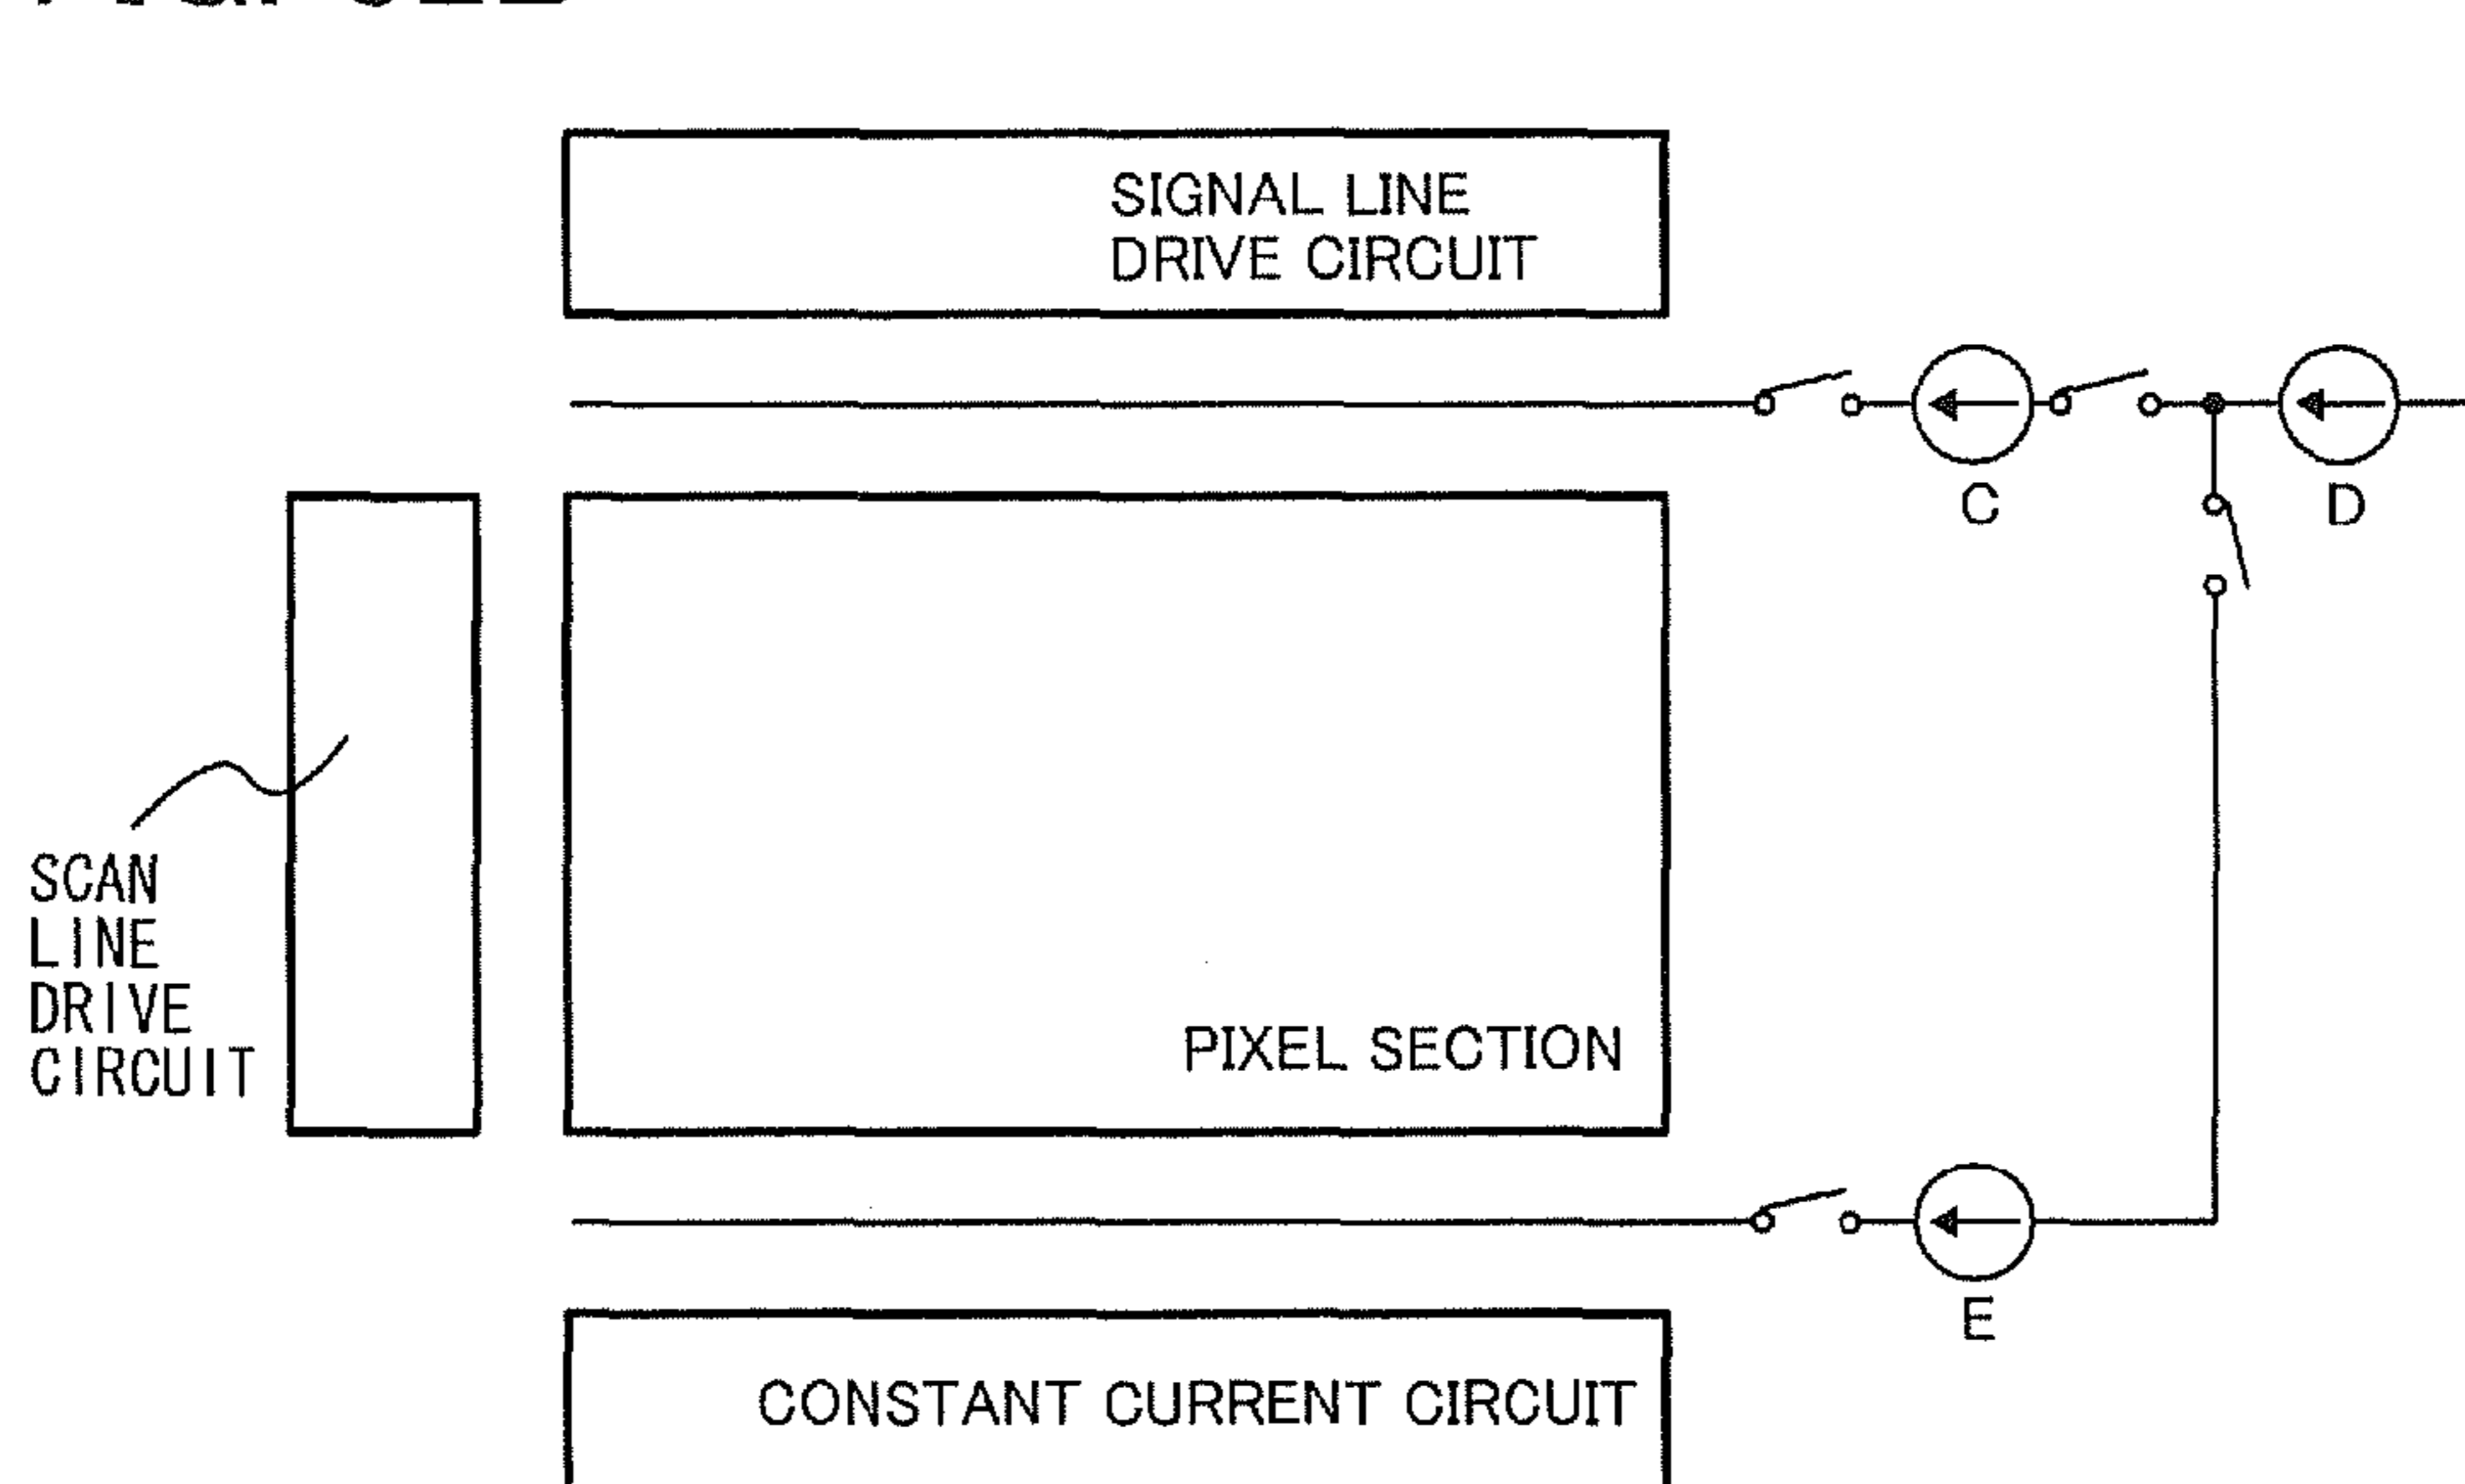 SIGNAL LINE
DRIVE CIRCUIT
C
D
SCAN
LINE
DRIVE
CIRCUIT
PIXEL SECTION
E
CONSTANT CURRENT CIRCUIT